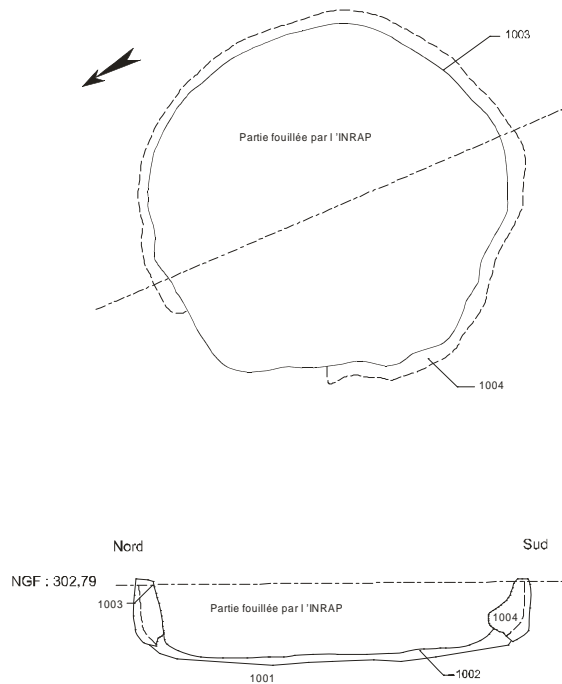 1003
Partie fouillée par l 'INRAP
1004
Nord
Sud
NGF : 302,79
1003
Partie fouillée par l 'INRAP
1004
1002
1001